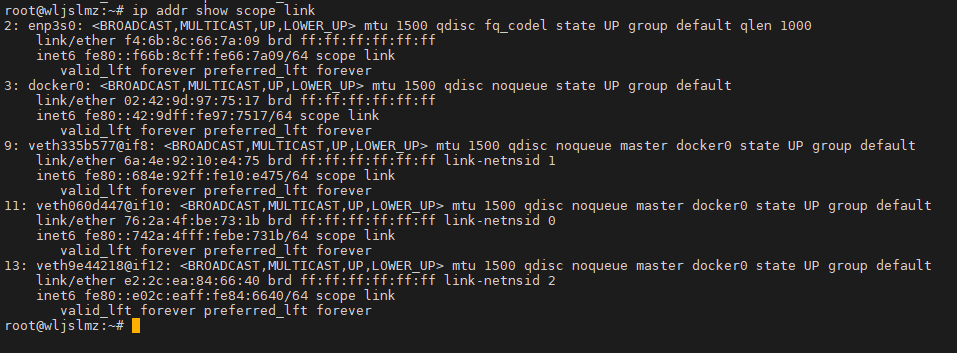 root@wljslmz:~# ip addr show scope link
2: enp3s0: <BROADCAST,MULTICAST,UP,LOWER_UP> mtu 1500 qdisc fq_codel state UP group default qlen 1000
    link/ether f4:6b:8c:66:7a:09 brd ff:ff:ff:ff:ff:ff
    inet6 fe80::f66b:8cff:fe66:7a09/64 scope link
       valid_lft forever preferred_lft forever
3: docker0: <BROADCAST,MULTICAST,UP,LOWER_UP> mtu 1500 qdisc noqueue state UP group default
    link/ether 02:42:9d:97:75:17 brd ff:ff:ff:ff:ff:ff
    inet6 fe80::42:9dff:fe97:7517/64 scope link
       valid_lft forever preferred_lft forever
9: veth335b577@if8: <BROADCAST,MULTICAST,UP,LOWER_UP> mtu 1500 qdisc noqueue master docker0 state UP group default
    link/ether 6a:4e:92:10:e4:75 brd ff:ff:ff:ff:ff:ff link-netnsid 1
    inet6 fe80::684e:92ff:fe10:e475/64 scope link
       valid_lft forever preferred_lft forever
11: veth060d447@if10: <BROADCAST,MULTICAST,UP,LOWER_UP> mtu 1500 qdisc noqueue master docker0 state UP group default
    link/ether 76:2a:4f:be:73:1b brd ff:ff:ff:ff:ff:ff link-netnsid 0
    inet6 fe80::742a:4fff:febe:731b/64 scope link
       valid_lft forever preferred_lft forever
13: veth9e44218@if12: <BROADCAST,MULTICAST,UP,LOWER_UP> mtu 1500 qdisc noqueue master docker0 state UP group default
    link/ether e2:2c:ea:84:66:40 brd ff:ff:ff:ff:ff:ff link-netnsid 2
    inet6 fe80::e02c:eaff:fe84:6640/64 scope link
       valid_lft forever preferred_lft forever
root@wljslmz:~#